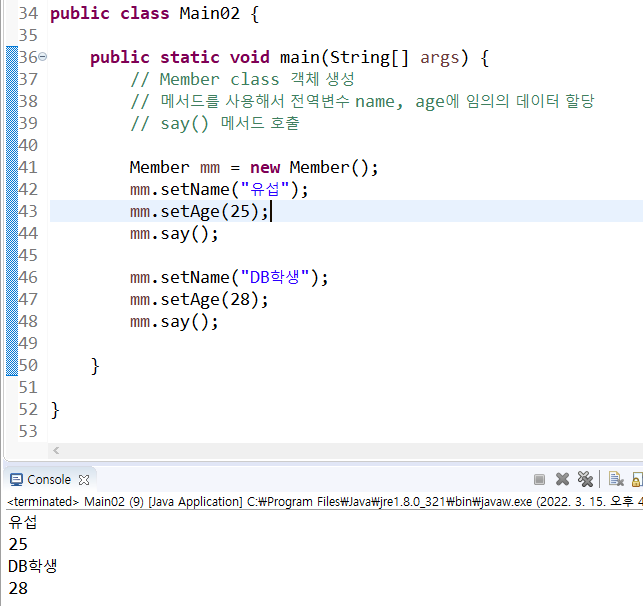 34 public class Main02 {
35
36 public static void main(String[] args) {
37 // Member class 객체 생성
38 // 메서드를 사용해서 전역변수 name, age에 임의의 데이터 할당
39 // say() 메서드 호출
40
41 Member mm = new Member();
42 mm.setName("유섭");
43 mm.setAge(25);
44 mm.say();
45
46 mm.setName("DB학생");
47 mm.setAge(28);
48 mm.say();
49
50 }
51
52 }
53
Console
<terminated> Main02 (9) [Java Application] C:₩Program Files₩Java₩jre1.8.0_321₩bin₩javaw.exe (2022. 3. 15. 오후 4
유섭
25
DB학생
28